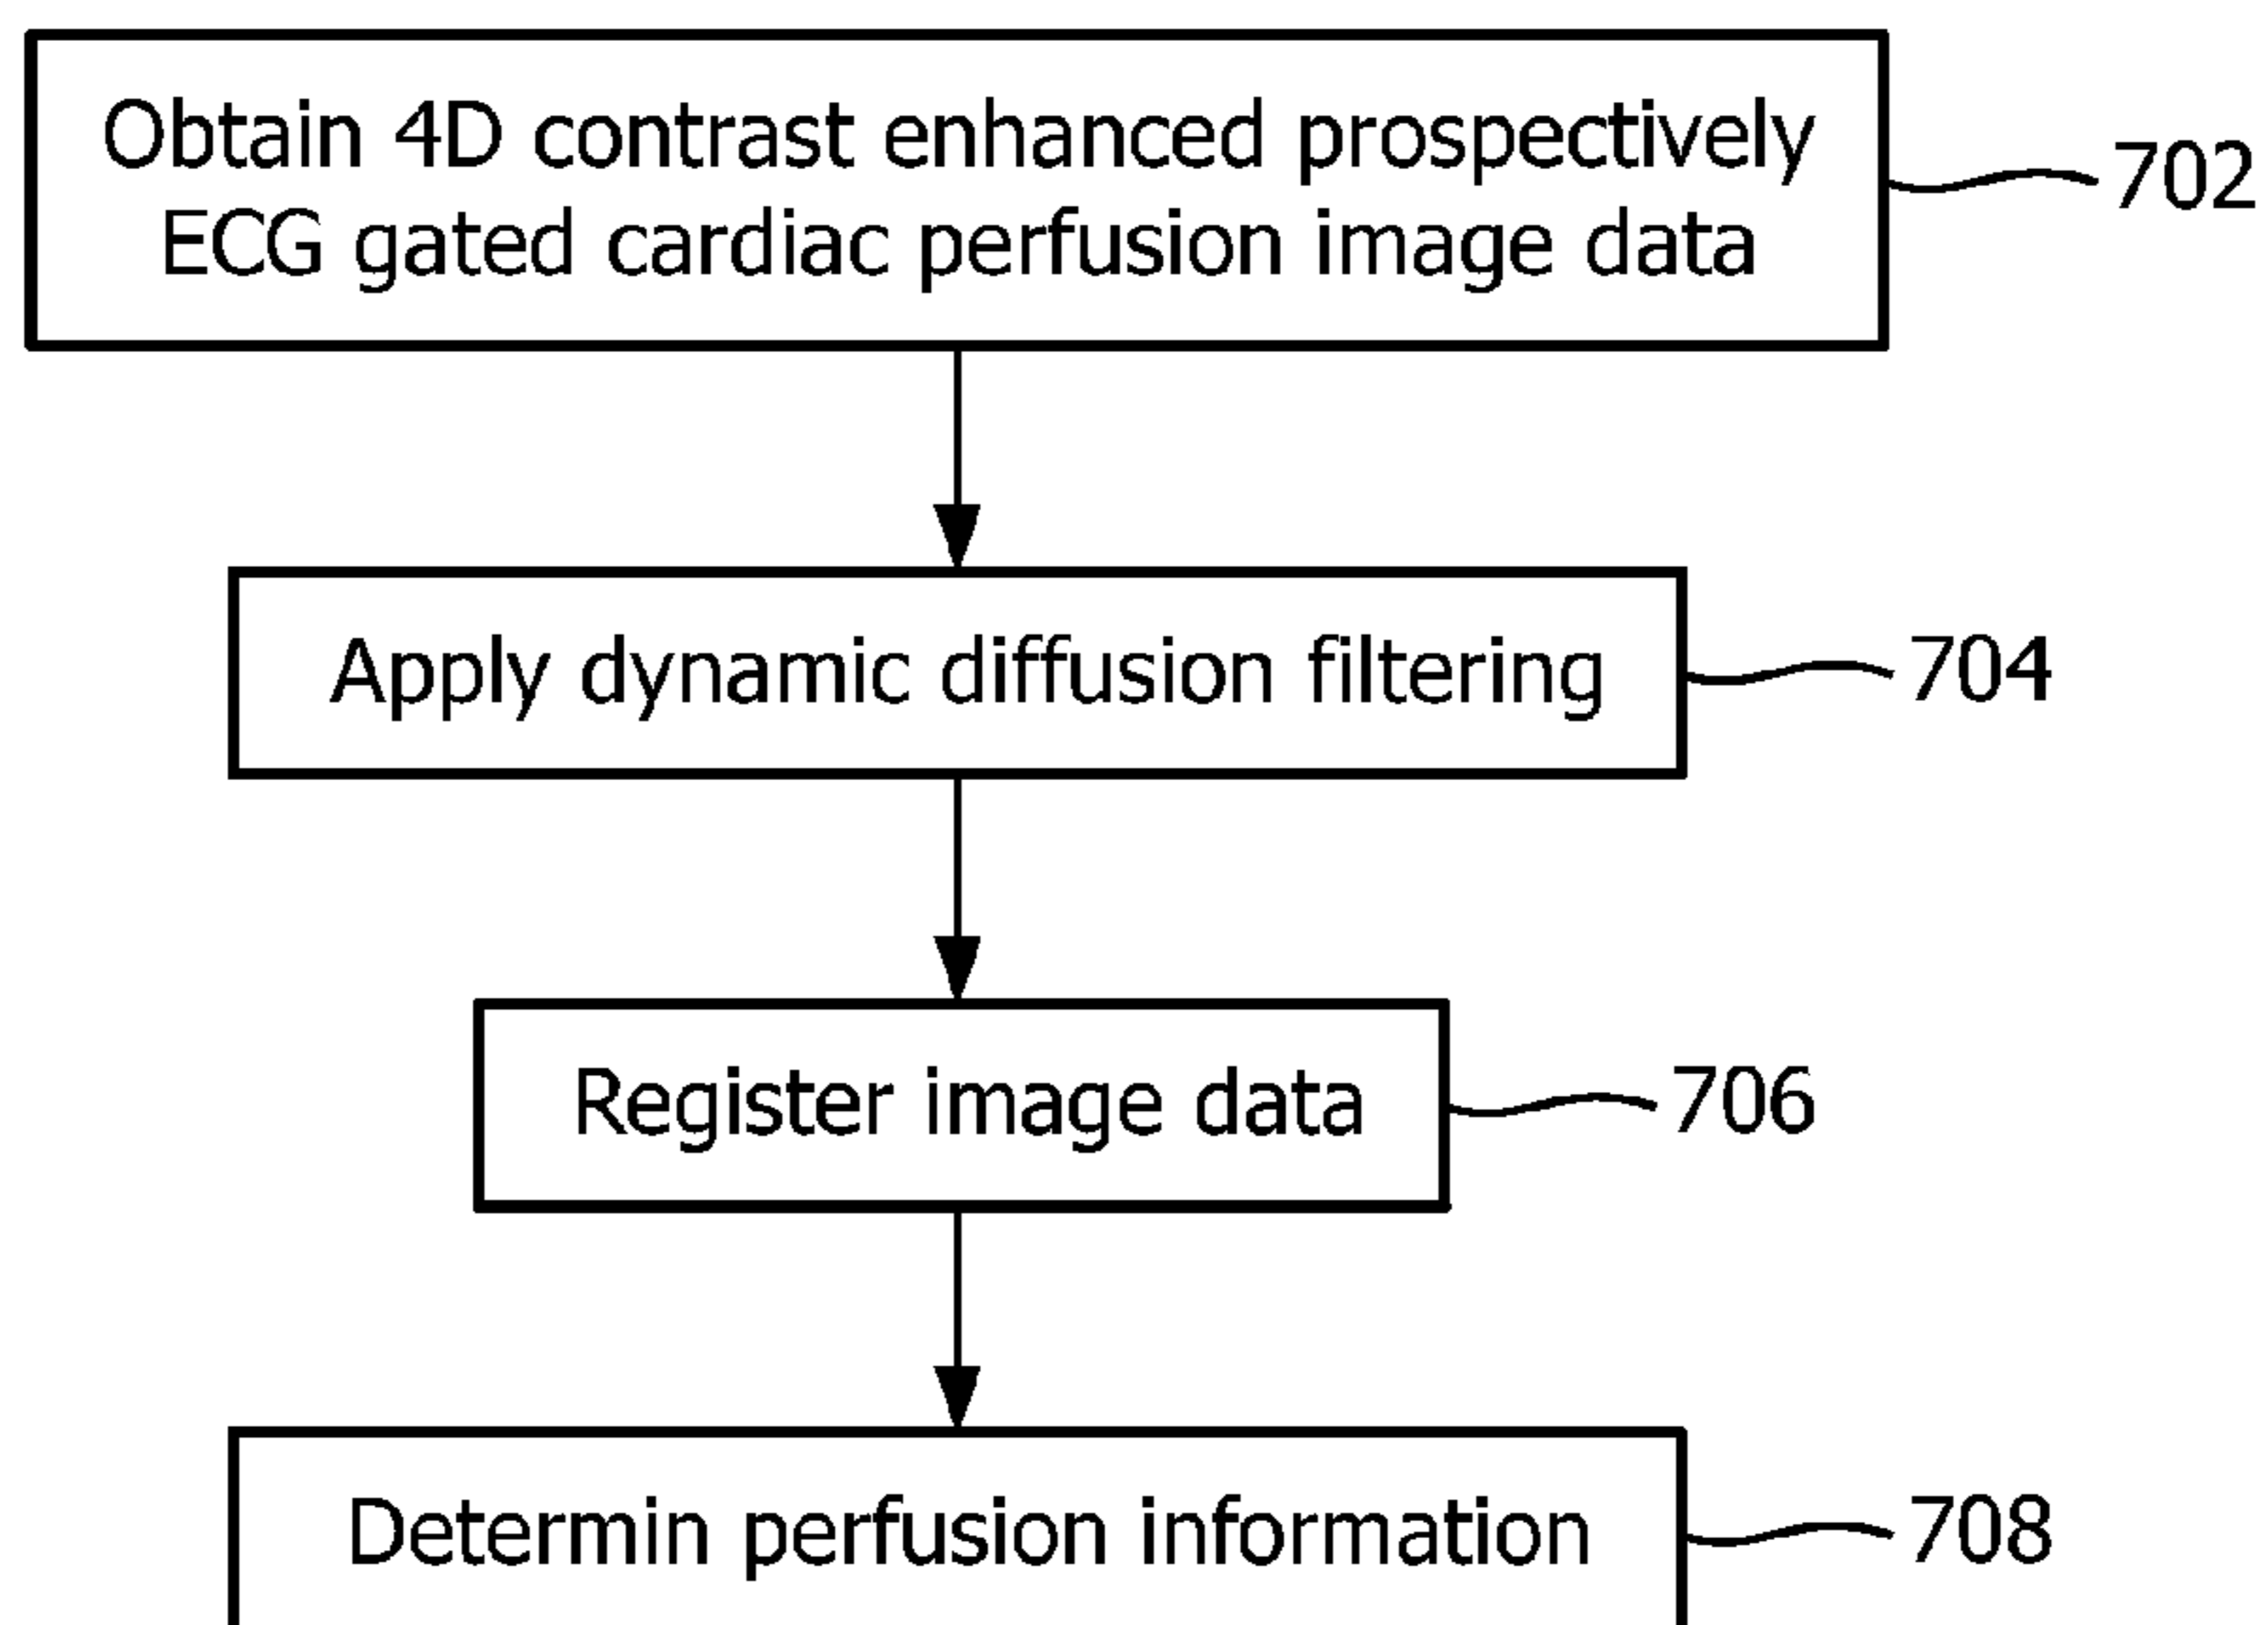 Obtain 4D contrast enhanced prospectively
ECG gated cardiac perfusion image data
702
Apply dynamic diffusion filtering
704
Register image data
706
Determin perfusion information
708